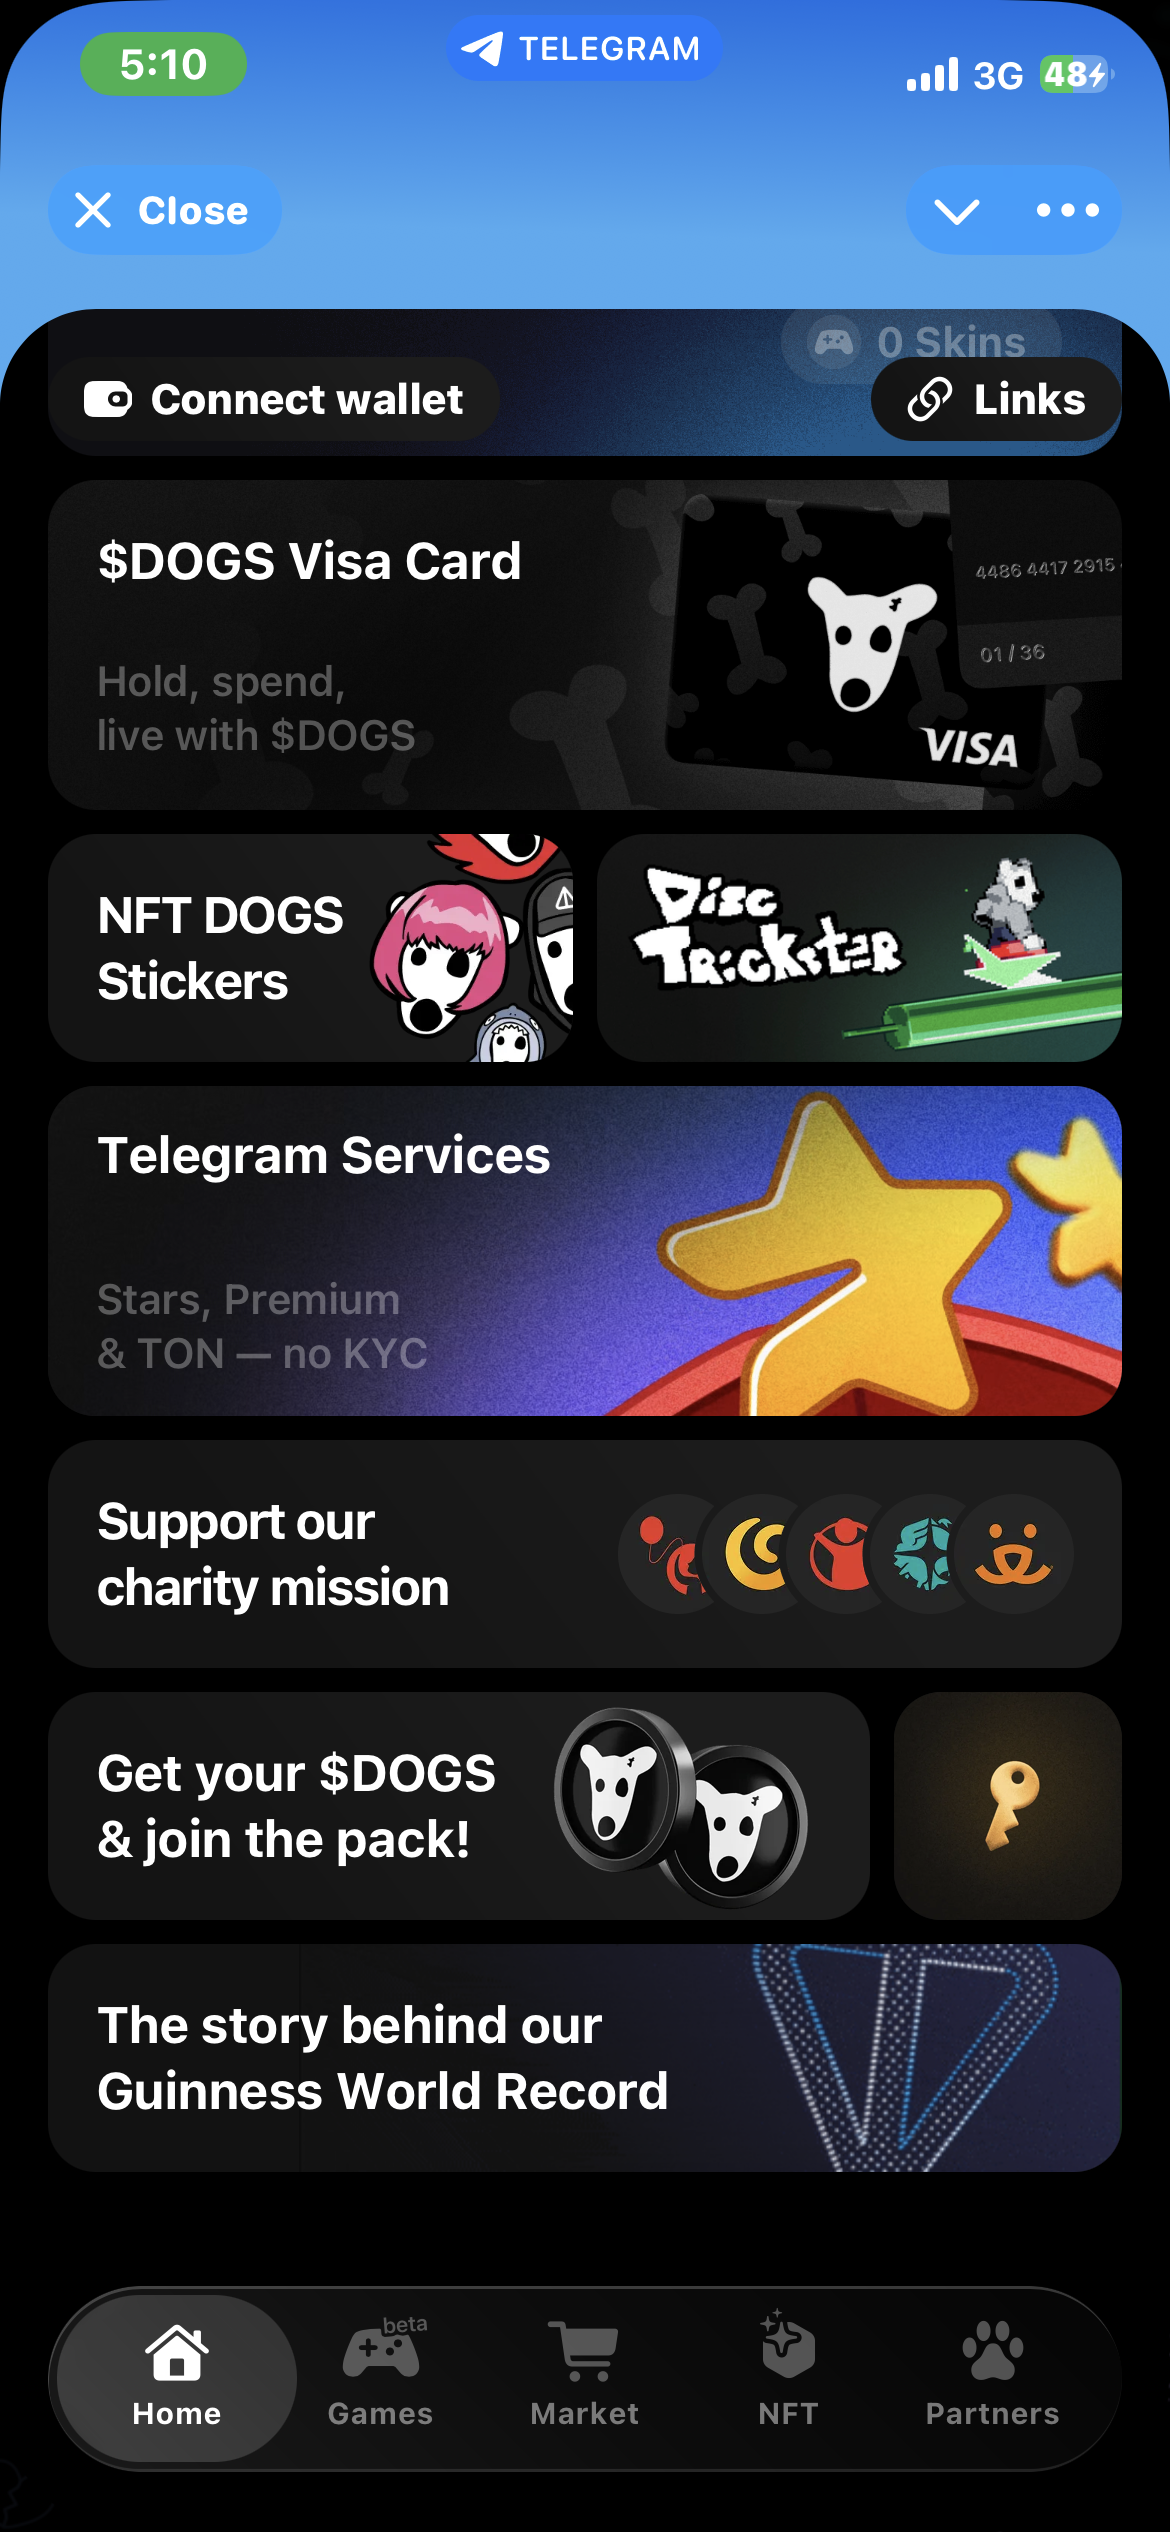 5:10
TELEGRAM
3G
48
Close
0 Skins
Connect wallet
Links
$DOGS Visa Card
4486 4417 2915
01 / 36
Hold, spend,
live with $DOGS
VISA
NFT DOGS
Stickers
Disc
Trickster
Telegram Services
Stars, Premium
& TON — no KYC
Support our
charity mission
Get your $DOGS
& join the pack!
The story behind our
Guinness World Record
beta
Home
Games
Market
NFT
Partners